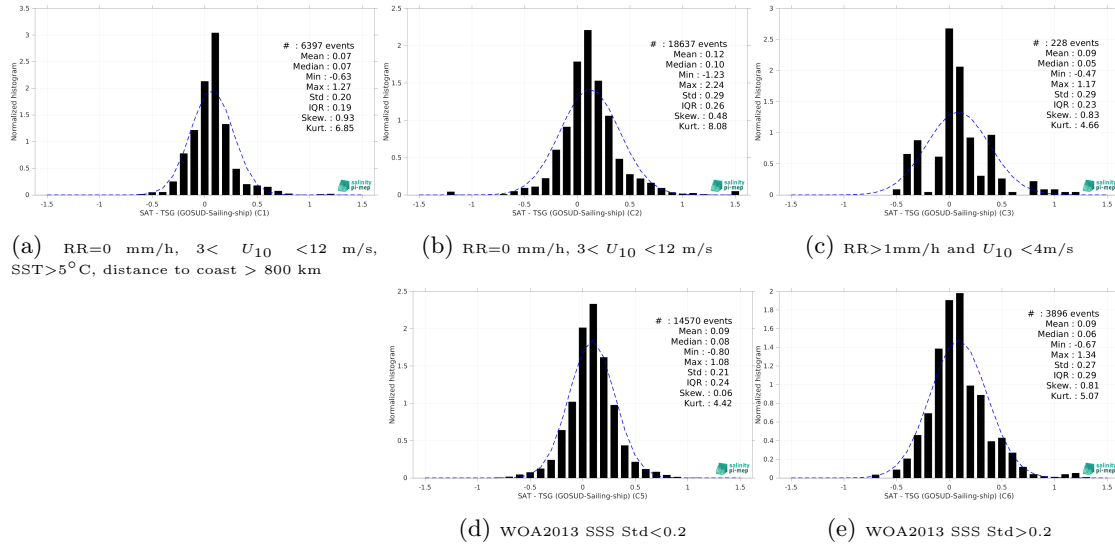 3.5
3
2.5
2
1.5
1
0.5
0
Normalized histogram
# : 6397 events
Mean : 0.07
Median : 0.07
Min : -0.63
Max : 1.27
Std : 0.20
IQR : 0.19
Skew. : 0.93
Kurt. : 6.85
salinity
pi-mep
-1.5 -1 -0.5 0 0.5 1 1.5
SAT - TSG (GOSUD-Sailing-ship) (C1)
(a) RR=0 mm/h, 3< U10 <12 m/s,
SST>5°C, distance to coast > 800 km
2.5
2
1.5
1
0.5
0
Normalized histogram
# : 18637 events
Mean : 0.12
Median : 0.10
Min : -1.23
Max : 2.24
Std : 0.29
IQR : 0.26
Skew. : 0.48
Kurt. : 8.08
salinity
pi-mep
-1.5 -1 -0.5 0 0.5 1 1.5
SAT - TSG (GOSUD-Sailing-ship) (C2)
(b) RR=0 mm/h, 3< U10 <12 m/s
3
2.5
2
1.5
1
0.5
0
Normalized histogram
# : 228 events
Mean : 0.09
Median : 0.05
Min : -0.47
Max : 1.17
Std : 0.29
IQR : 0.23
Skew. : 0.83
Kurt. : 4.66
salinity
pi-mep
-1.5 -1 -0.5 0 0.5 1 1.5
SAT - TSG (GOSUD-Sailing-ship) (C3)
(c) RR>1mm/h and U10 <4m/s
2.5
2
1.5
1
0.5
0
Normalized histogram
# : 14570 events
Mean : 0.09
Median : 0.08
Min : -0.80
Max : 1.08
Std : 0.21
IQR : 0.24
Skew. : 0.06
Kurt. : 4.42
salinity
pi-mep
-1.5 -1 -0.5 0 0.5 1 1.5
SAT - TSG (GOSUD-Sailing-ship) (C5)
(d) WOA2013 SSS Std<0.2
2
1.8
1.6
1.4
1.2
1
0.8
0.6
0.4
0.2
0
Normalized histogram
# : 3896 events
Mean : 0.09
Median : 0.06
Min : -0.67
Max : 1.34
Std : 0.27
IQR : 0.29
Skew. : 0.81
Kurt. : 5.07
salinity
pi-mep
-1.5 -1 -0.5 0 0.5 1 1.5
SAT - TSG (GOSUD-Sailing-ship) (C6)
(e) WOA2013 SSS Std>0.2